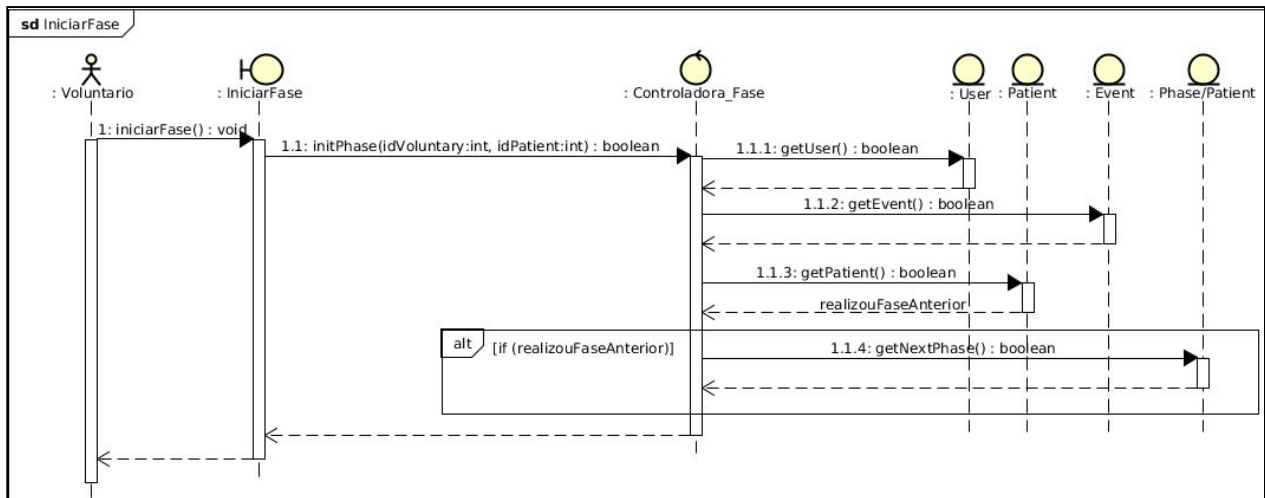 sd IniciarFase
: Voluntario
: IniciarFase
: Controladora_Fase
: User
: Patient
: Event
: Phase/Patient
1: iniciarFase() : void
1.1: initPhase(idVoluntary:int, idPatient:int) : boolean
1.1.1: getUser() : boolean
1.1.2: getEvent() : boolean
1.1.3: getPatient() : boolean
realizouFaseAnterior
alt
[if (realizouFaseAnterior)]
1.1.4: getNextPhase() : boolean